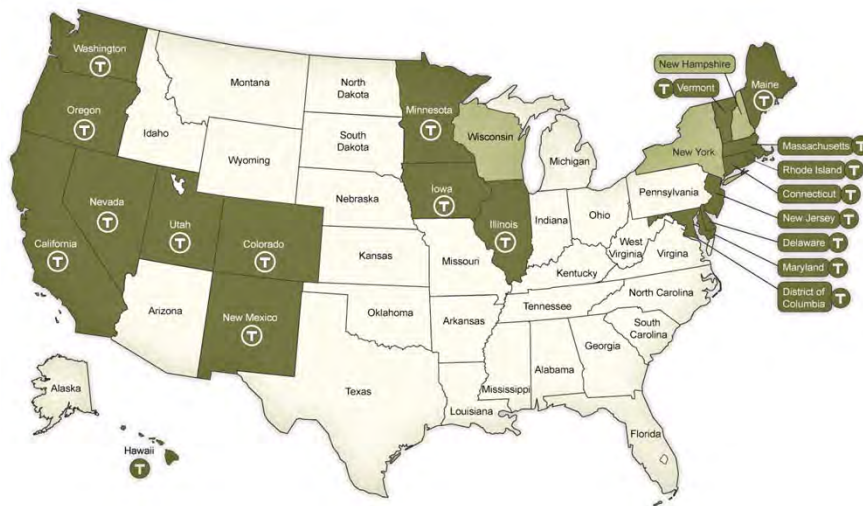 Washington
T
Montana
North
Dakota
Minnesota
T
New Hampshire
T Vermont
Maine
T
Oregon
T
Idaho
South
Dakota
Wisconsin
Michigan
New York
Massachusetts T
Rhode Island T
Wyoming
Connecticut T
Nebraska
Iowa
T
Pennsylvania
New Jersey T
Nevada
T
Utah
T
Illinois
T
Indiana
Ohio
Delaware T
California
T
Colorado
T
Kansas
Missouri
West
Virginia
Virgina
Maryland T
Kentucky
District of
Columbia T
Arizona
New Mexico
T
Oklahoma
Arkansas
Tennessee
North Carolina
South
Carolina
Alaska
Texas
Mississippi
Alabama
Georgia
Louisiana
Florida
Hawaii
T